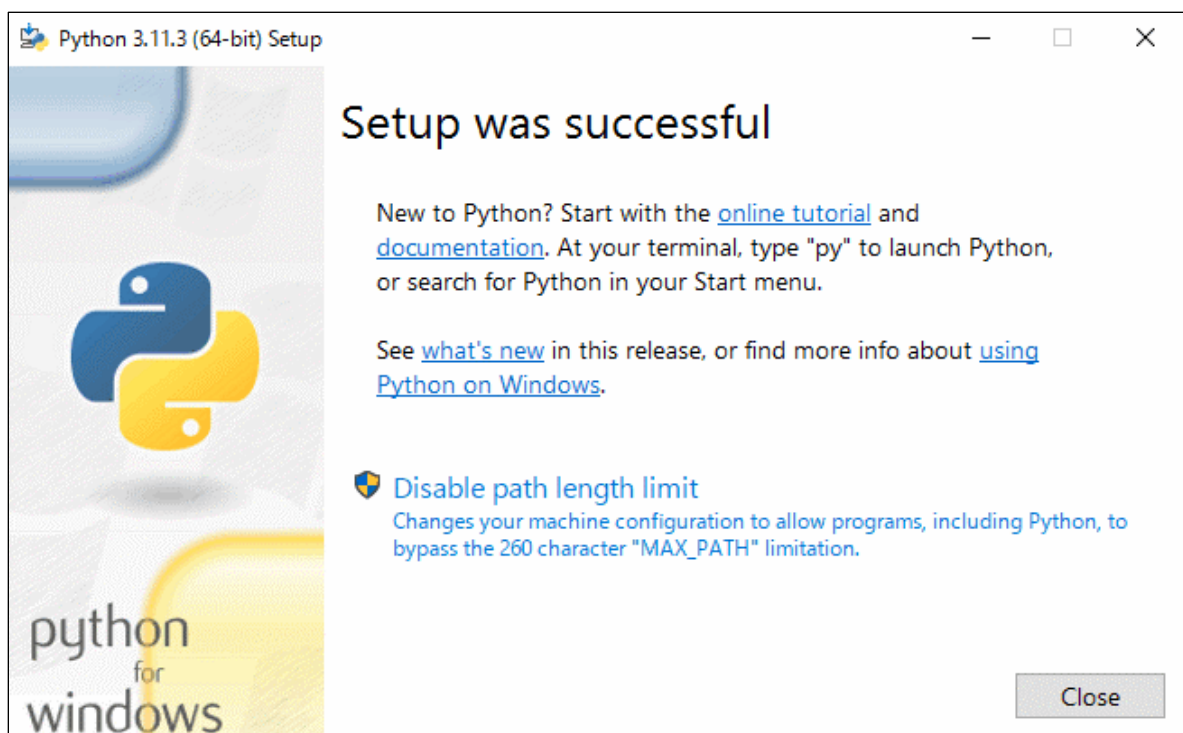 Python 3.11.3 (64-bit) Setup
Setup was successful
New to Python? Start with the online tutorial and
documentation. At your terminal, type "py" to launch Python,
or search for Python in your Start menu.
See what's new in this release, or find more info about using
Python on Windows.
Disable path length limit
Changes your machine configuration to allow programs, including Python, to
bypass the 260 character "MAX_PATH" limitation.
python
for
windows
Close